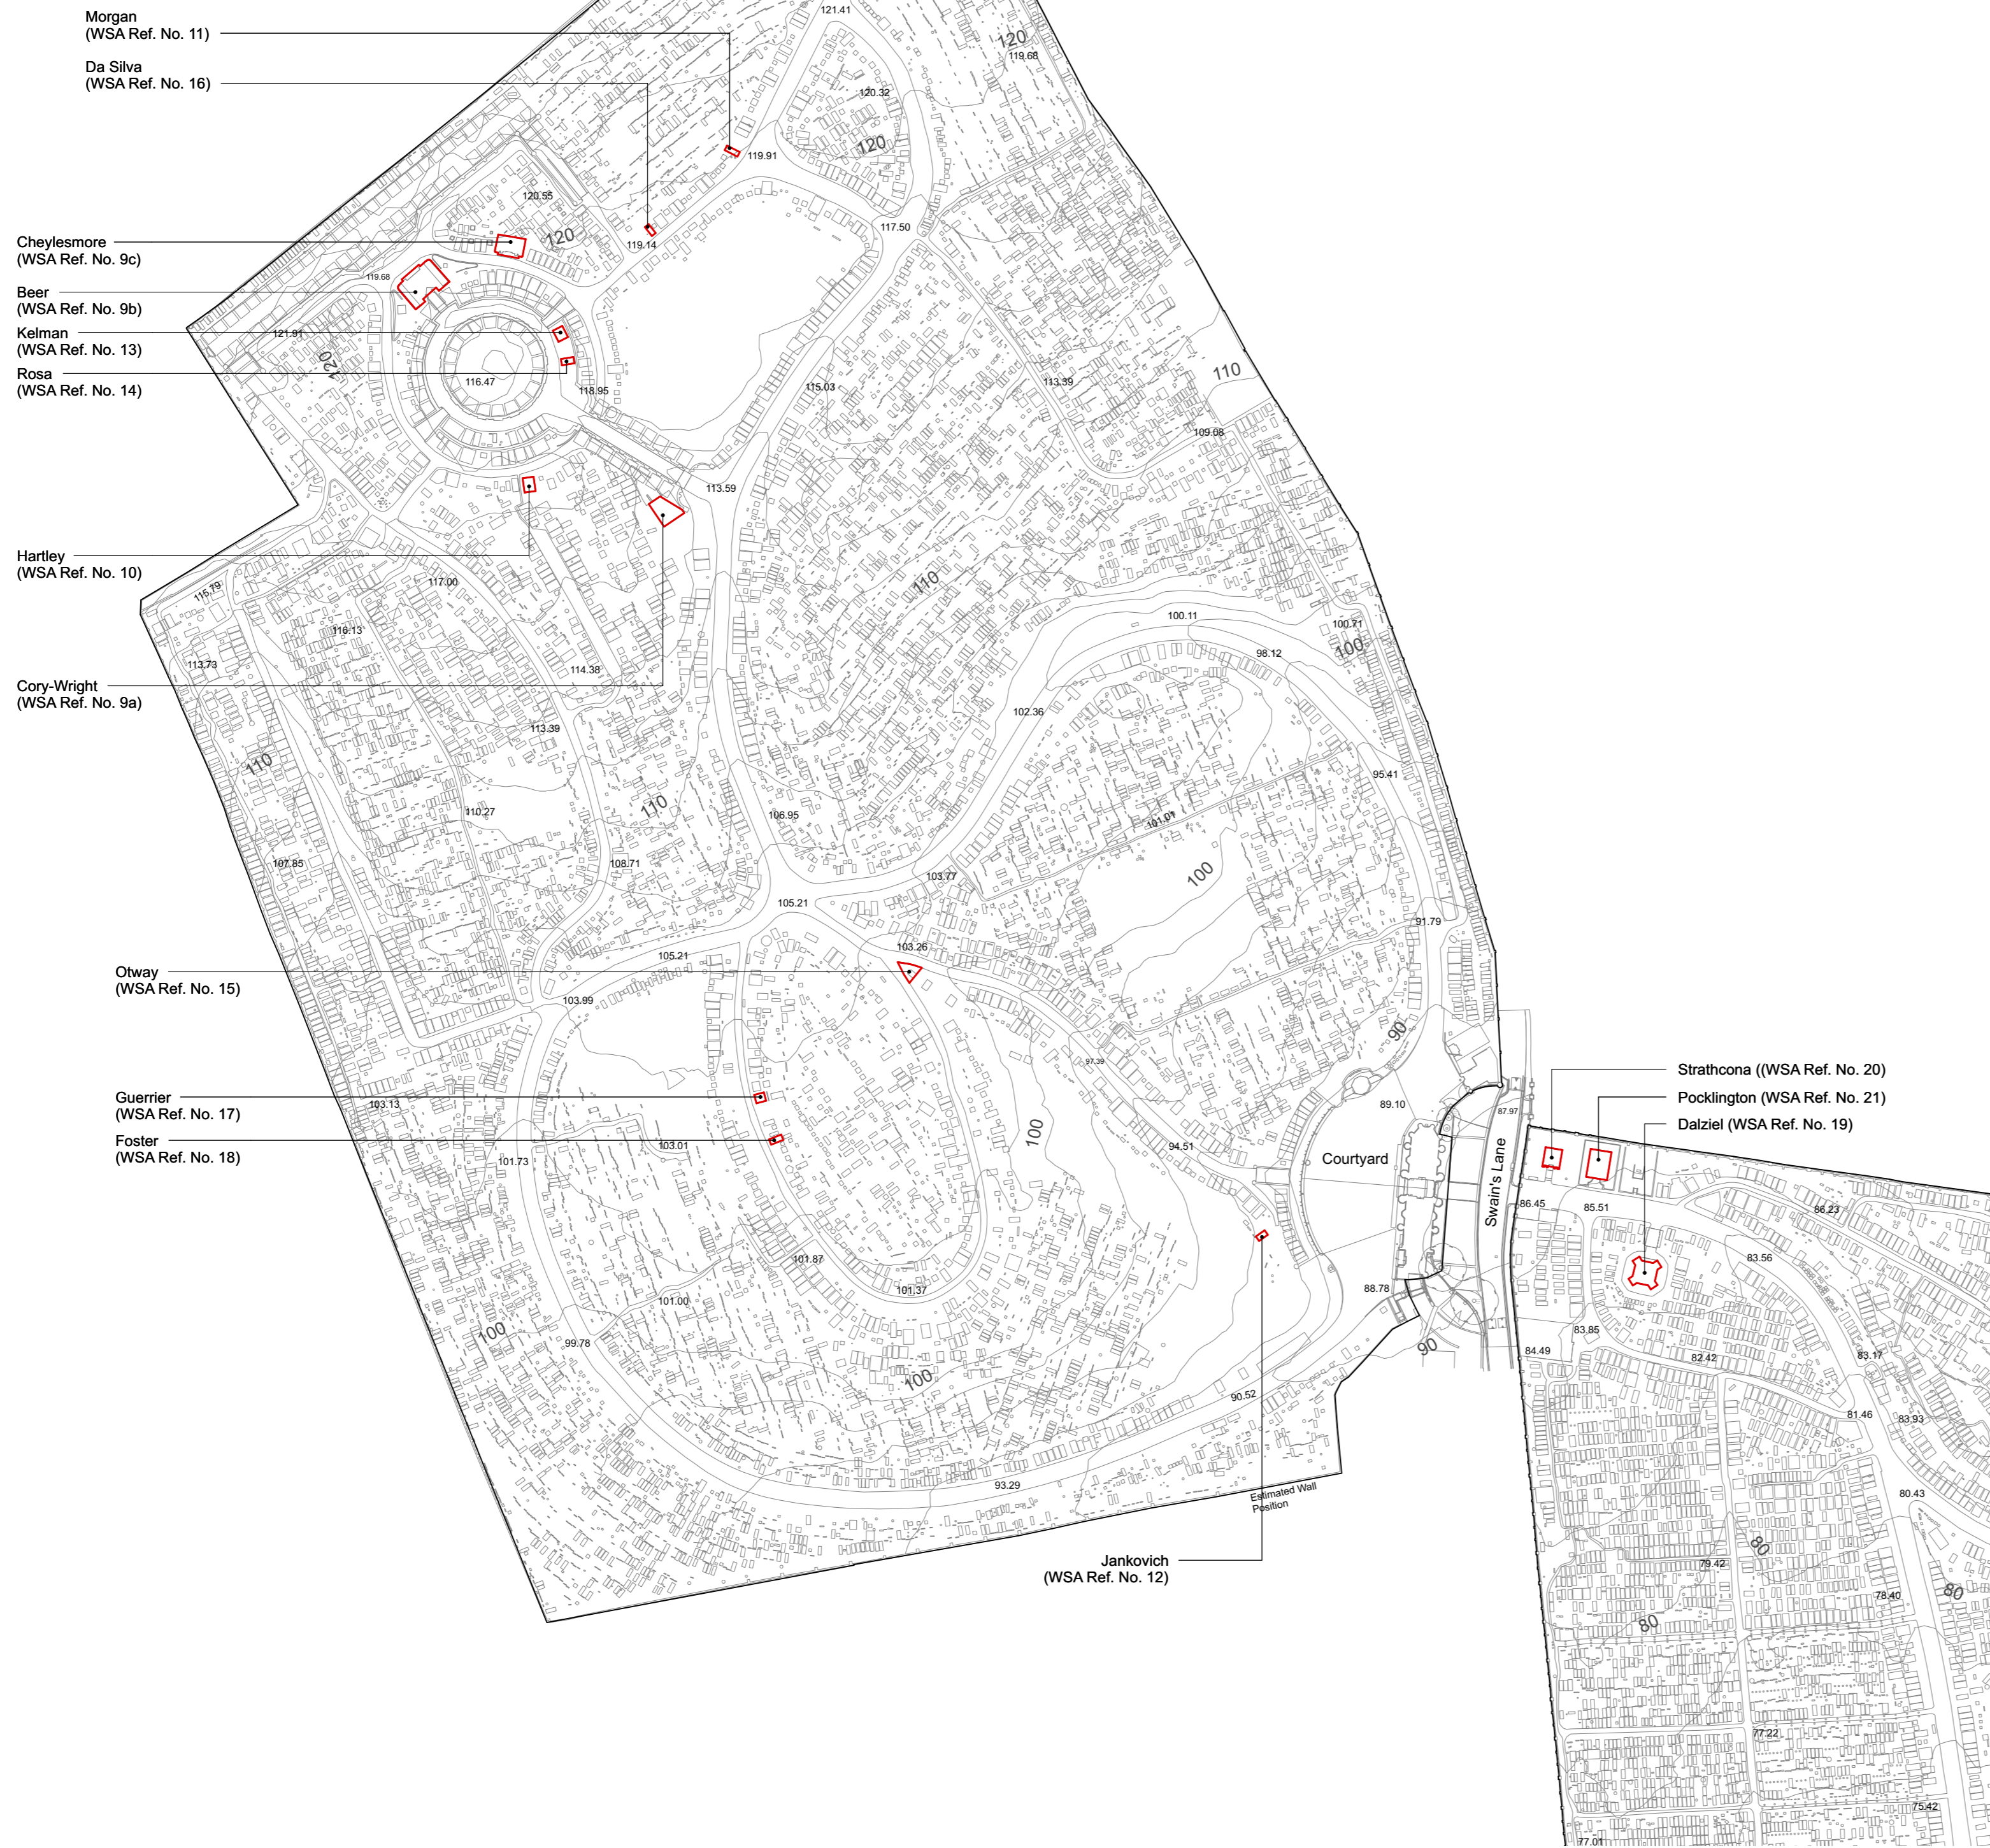 Morgan
(WSA Ref. No. 11)
Da Silva
(WSA Ref. No. 16)
Cheylesmore
(WSA Ref. No. 9c)
Beer
(WSA Ref. No. 9b)
Kelman
(WSA Ref. No. 13)
Rosa
(WSA Ref. No. 14)
Hartley
(WSA Ref. No. 10)
Cory-Wright
(WSA Ref. No. 9a)
Otway
(WSA Ref. No. 15)
Guerrier
(WSA Ref. No. 17)
Foster
(WSA Ref. No. 18)
121.41
120
119.68
120.32
120
119.91
120.55
120
119.14
117.50
119.68
121.91
120
116.47
118.95
115.03
113.39
110
109.68
113.59
115.79
117.00
116.13
113.73
114.38
110
100.11
100.71
100
98.12
102.36
113.39
110
110.27
110
106.95
95.41
101.01
107.85
108.71
103.77
100
105.21
91.79
103.26
105.21
103.99
90
97.39
103.13
89.10
87.97
100
103.01
101.73
94.51
Courtyard
Swain's Lane
Strathcona ((WSA Ref. No. 20)
Pocklington (WSA Ref. No. 21)
Dalziel (WSA Ref. No. 19)
86.45
85.51
86.23
83.56
101.87
101.37
101.00
88.78
100
99.78
90
83.85
84.49
82.42
83.17
100
90.52
81.46
83.93
93.29
Estimated Wall
Position
80.43
80
79.42
78.40
80
80
Jankovich
(WSA Ref. No. 12)
77.22
75.42
77.01